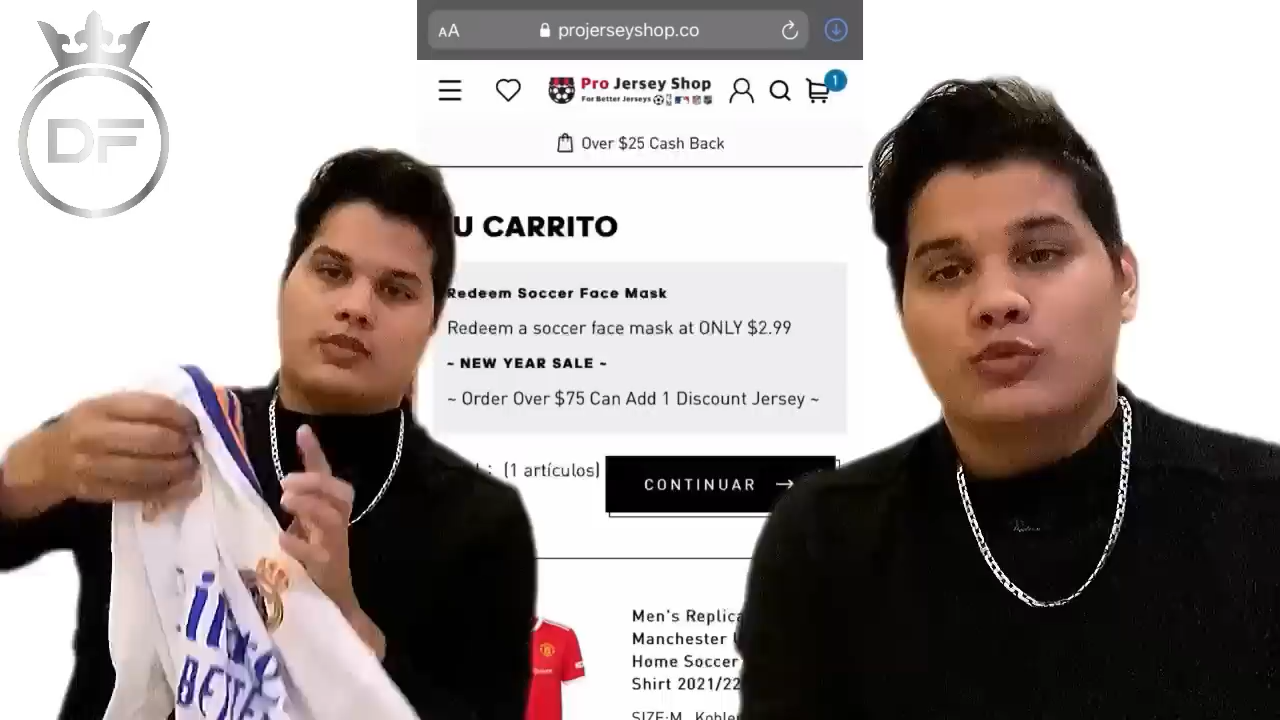 DF
AA
projerseyshop.co
Pro Jersey Shop
For Better Jerseys
1
Over $25 Cash Back
U CARRITO
Redeem Soccer Face Mask
Redeem a soccer face mask at ONLY $2.99
~ NEW YEAR SALE ~
~ Order Over $75 Can Add 1 Discount Jersey ~
(1 artículos)
CONTINUAR →
Men's Replica
Manchester
Home Soccer
Shirt 2021/22
SIZE:M
BETTE